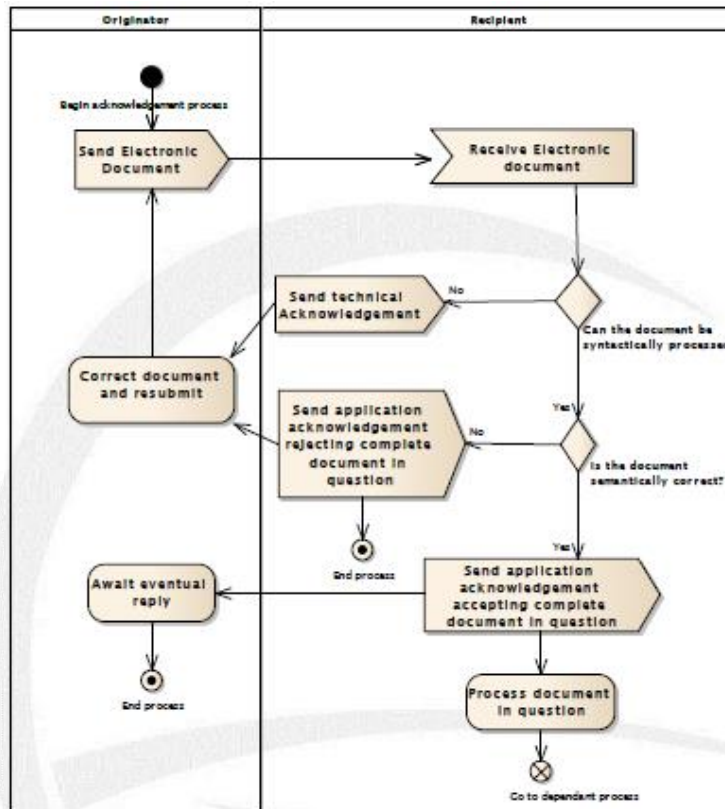 Originator
Recipient
Begin acknowledgement process
Send Electronic
Document
Receive Electronic
document
Send technical
Acknowledgement
No
Can the document be
syntactically processed
Correct document
and resubmit
Send application
acknowledgement
rejecting complete
document in
question
No
Yes
Is the document
semantically correct?
End process
Yes
Await eventual
reply
Send application
acknowledgement
accepting complete
document in question
End process
Process document
in question
Go to dependant process